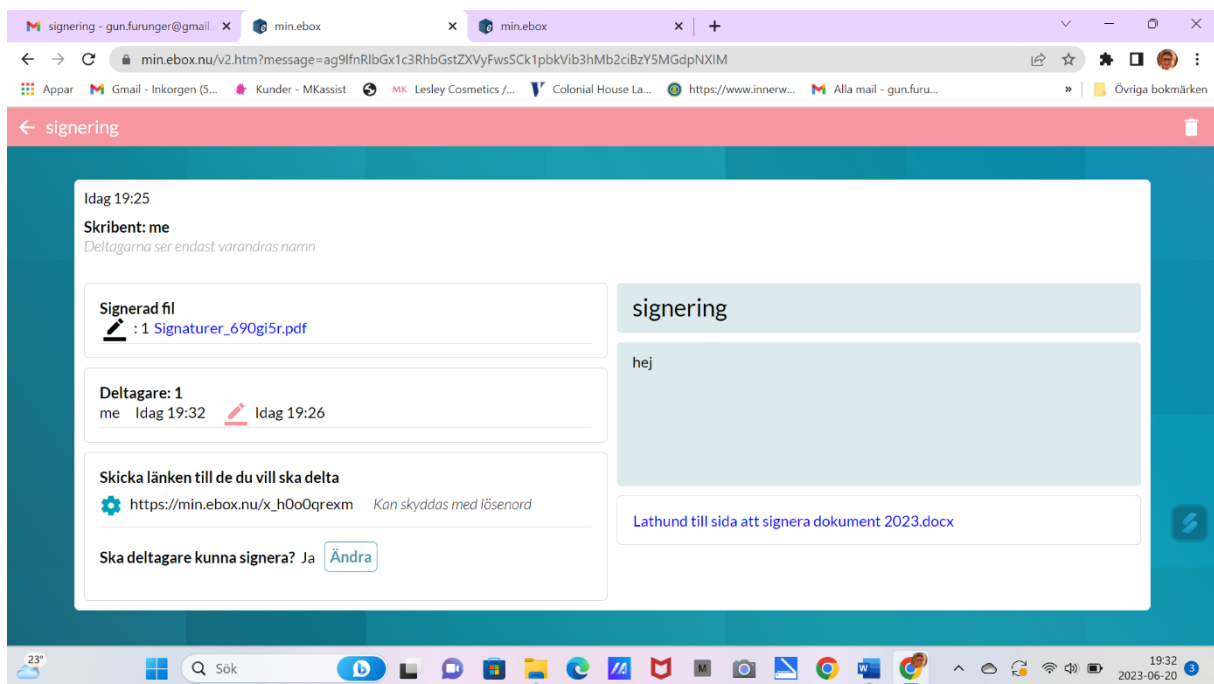 signering - gun.furunger@gmail.
min.ebox
min.ebox
min.ebox.nu/v2.htm?message=ag9lfnRlbGx1c3RhbGstZXVyFwsSCk1pbkVib3hMb2ciBzY5MGdpNXIM
Appar
Gmail - Inkorgen (5...
Kunder - MKassist
MK Lesley Cosmetics /...
Colonial House La...
https://www.innerw...
Alla mail - gun.furu...
»
Övriga bokmärken
signering
Idag 19:25
Skribent: me
Deltagarna ser endast varandras namn
Signerad fil
: 1 Signaturer_690gi5r.pdf
Deltagare: 1
me Idag 19:32 Idag 19:26
Skicka länken till de du vill ska delta
https://min.ebox.nu/x_h0o0qrexm Kan skyddas med lösenord
Ska deltagare kunna signera? Ja Ändra
signering
hej
Lathund till sida att signera dokument 2023.docx
23°
Sök
19:32
2023-06-20
3